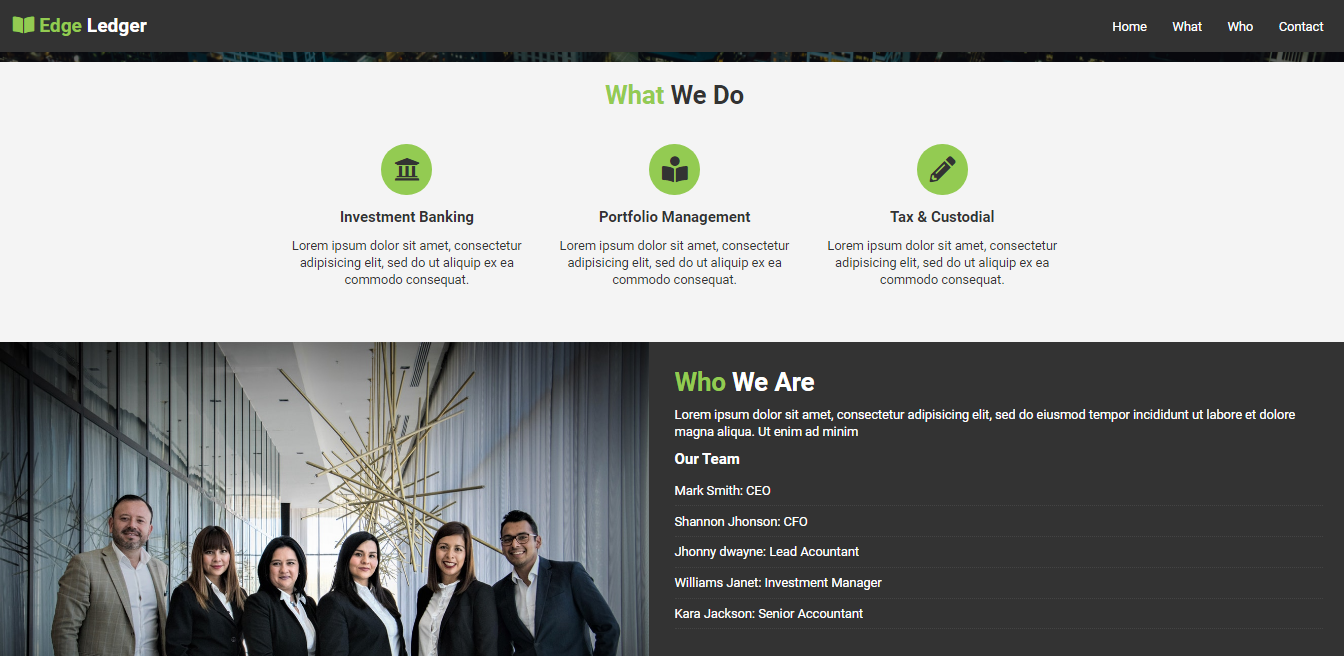 Edge Ledger
Home What Who Contact
What We Do
Investment Banking
Lorem ipsum dolor sit amet, consectetur
adipisicing elit, sed do ut aliquip ex ea
commodo consequat.
Portfolio Management
Lorem ipsum dolor sit amet, consectetur
adipisicing elit, sed do ut aliquip ex ea
commodo consequat.
Tax & Custodial
Lorem ipsum dolor sit amet, consectetur
adipisicing elit, sed do ut aliquip ex ea
commodo consequat.
Who We Are
Lorem ipsum dolor sit amet, consectetur adipisicing elit, sed do eiusmod tempor incididunt ut labore et dolore
magna aliqua. Ut enim ad minim
Our Team
Mark Smith: CEO
Shannon Jhonson: CFO
Jhonny dwayne: Lead Acountant
Williams Janet: Investment Manager
Kara Jackson: Senior Accountant